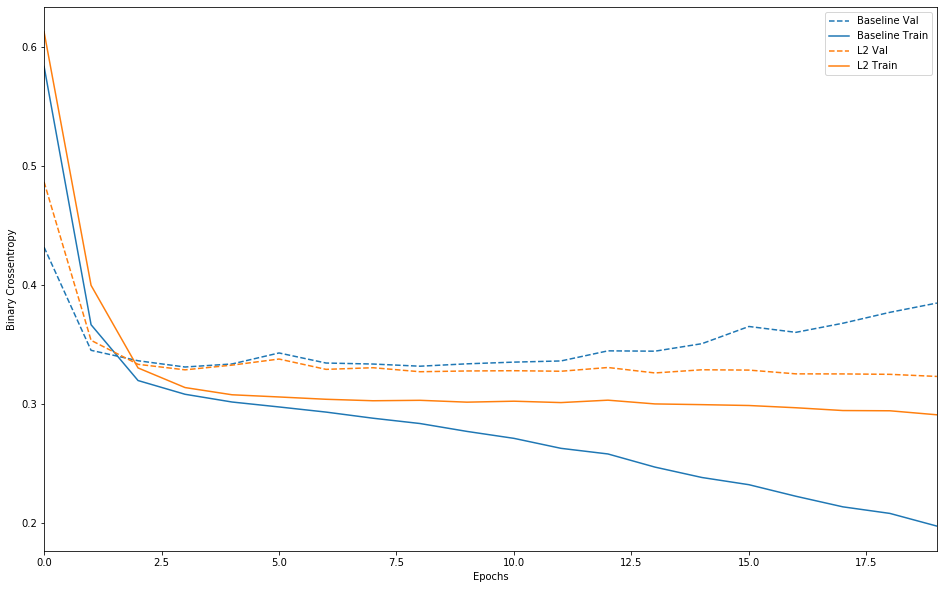 Baseline Val
Baseline Train
L2 Val
L2 Train
Binary Crossentropy
0.6
0.5
0.4
0.3
0.2
0.0 2.5 5.0 7.5 10.0 12.5 15.0 17.5
Epochs